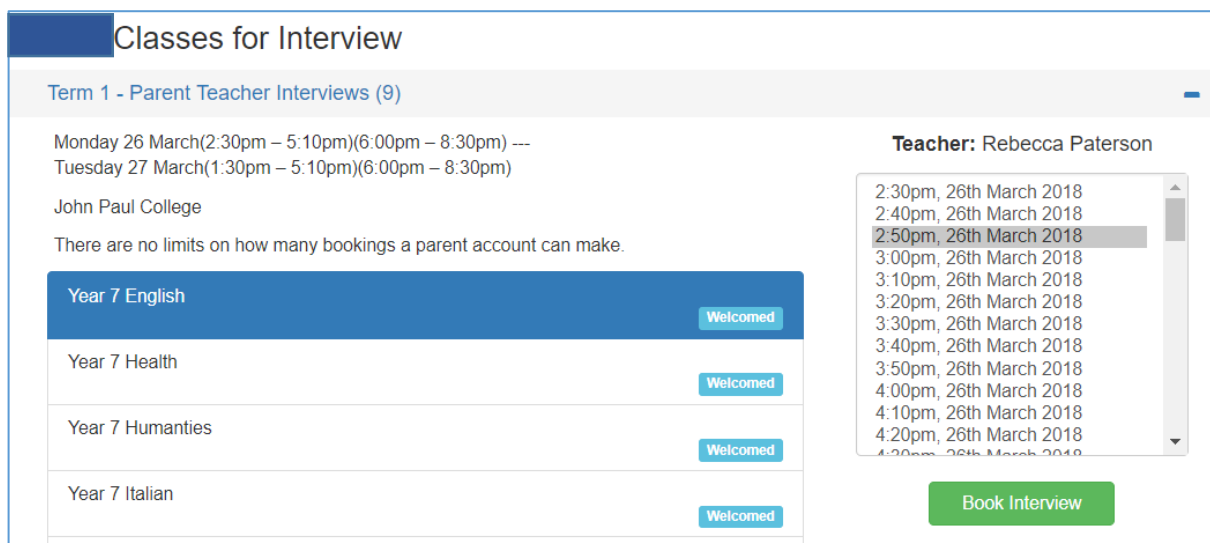 Classes for Interview
Term 1 - Parent Teacher Interviews (9)
Monday 26 March(2:30pm – 5:10pm)(6:00pm – 8:30pm) ---
Tuesday 27 March(1:30pm – 5:10pm)(6:00pm – 8:30pm)
John Paul College
There are no limits on how many bookings a parent account can make.
Year 7 English
Welcomed
Year 7 Health
Welcomed
Year 7 Humanties
Welcomed
Year 7 Italian
Welcomed
Teacher: Rebecca Paterson
2:30pm, 26th March 2018
2:40pm, 26th March 2018
2:50pm, 26th March 2018
3:00pm, 26th March 2018
3:10pm, 26th March 2018
3:20pm, 26th March 2018
3:30pm, 26th March 2018
3:40pm, 26th March 2018
3:50pm, 26th March 2018
4:00pm, 26th March 2018
4:10pm, 26th March 2018
4:20pm, 26th March 2018
4:30pm, 26th March 2018
Book Interview